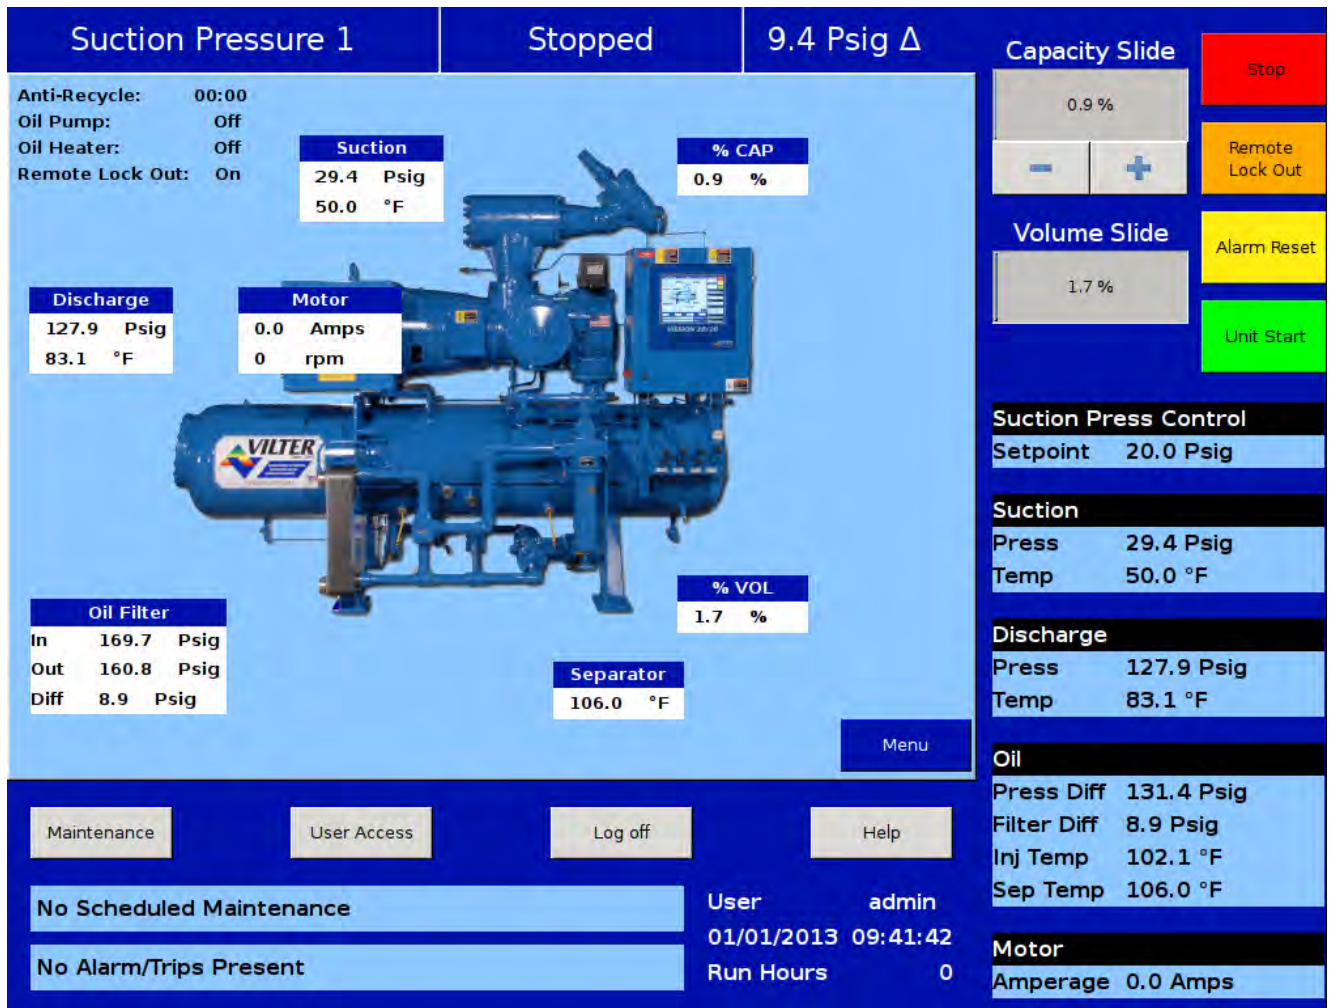 Suction Pressure 1
Stopped
9.4 Psig Δ
Anti-Recycle: 00:00
Oil Pump: Off
Oil Heater: Off
Remote Lock Out: On
Suction
29.4 Psig
50.0 °F
% CAP
0.9 %
Discharge
127.9 Psig
83.1 °F
Motor
0.0 Amps
0 rpm
VISSION 20/20
VILTER
Oil Filter
In 169.7 Psig
Out 160.8 Psig
Diff 8.9 Psig
% VOL
1.7 %
Separator
106.0 °F
Menu
Capacity Slide
0.9 %
Volume Slide
1.7 %
Stop
Remote
Lock Out
Alarm Reset
Unit Start
Suction Press Control
Setpoint 20.0 Psig
Suction
Press 29.4 Psig
Temp 50.0 °F
Discharge
Press 127.9 Psig
Temp 83.1 °F
Oil
Press Diff 131.4 Psig
Filter Diff 8.9 Psig
Inj Temp 102.1 °F
Sep Temp 106.0 °F
Motor
Amperage 0.0 Amps
Maintenance
User Access
Log off
Help
No Scheduled Maintenance
No Alarm/Trips Present
User admin
01/01/2013 09:41:42
Run Hours 0